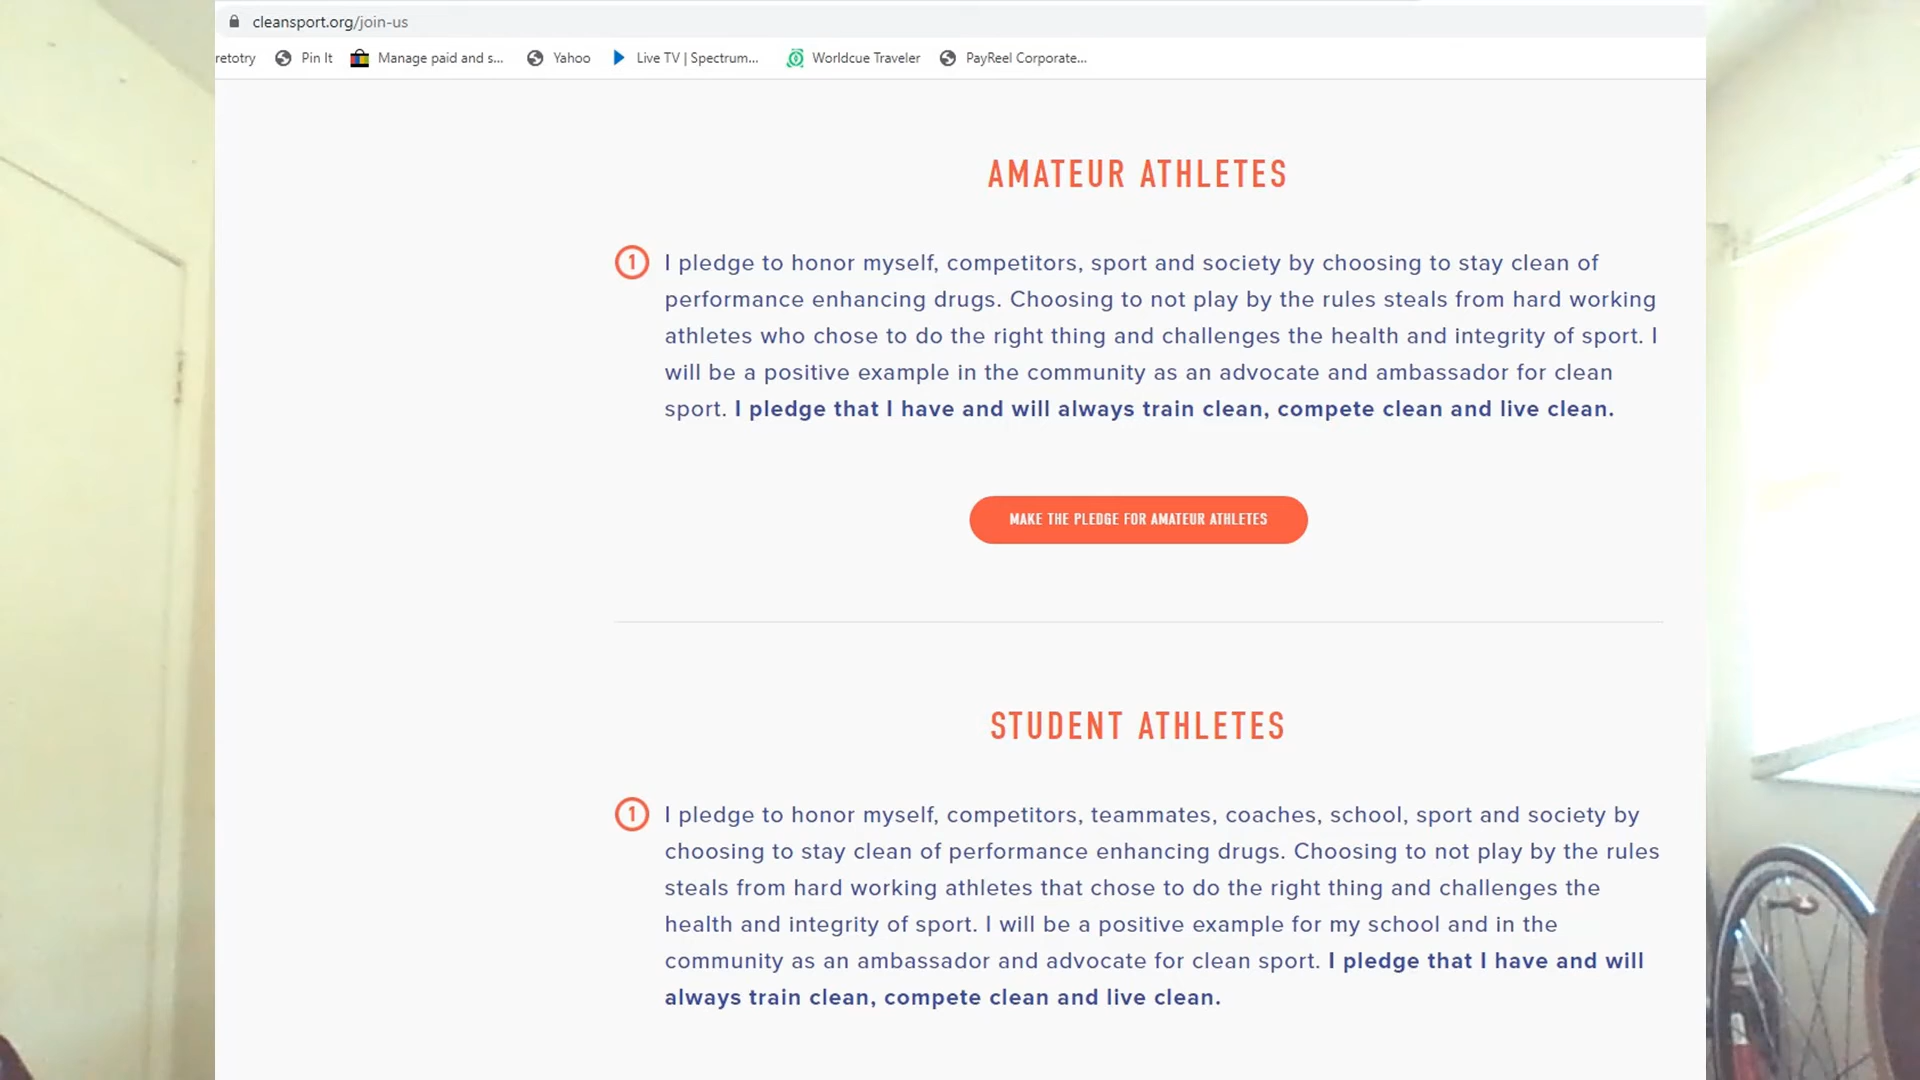 cleansport.org/join-us
retotry Pin It Manage paid and s... Yahoo Live TV | Spectrum... Worldcue Traveler PayReel Corporate...
AMATEUR ATHLETES
1 I pledge to honor myself, competitors, sport and society by choosing to stay clean of
performance enhancing drugs. Choosing to not play by the rules steals from hard working
athletes who chose to do the right thing and challenges the health and integrity of sport. I
will be a positive example in the community as an advocate and ambassador for clean
sport. I pledge that I have and will always train clean, compete clean and live clean.
MAKE THE PLEDGE FOR AMATEUR ATHLETES
STUDENT ATHLETES
1 I pledge to honor myself, competitors, teammates, coaches, school, sport and society by
choosing to stay clean of performance enhancing drugs. Choosing to not play by the rules
steals from hard working athletes that chose to do the right thing and challenges the
health and integrity of sport. I will be a positive example for my school and in the
community as an ambassador and advocate for clean sport. I pledge that I have and will
always train clean, compete clean and live clean.